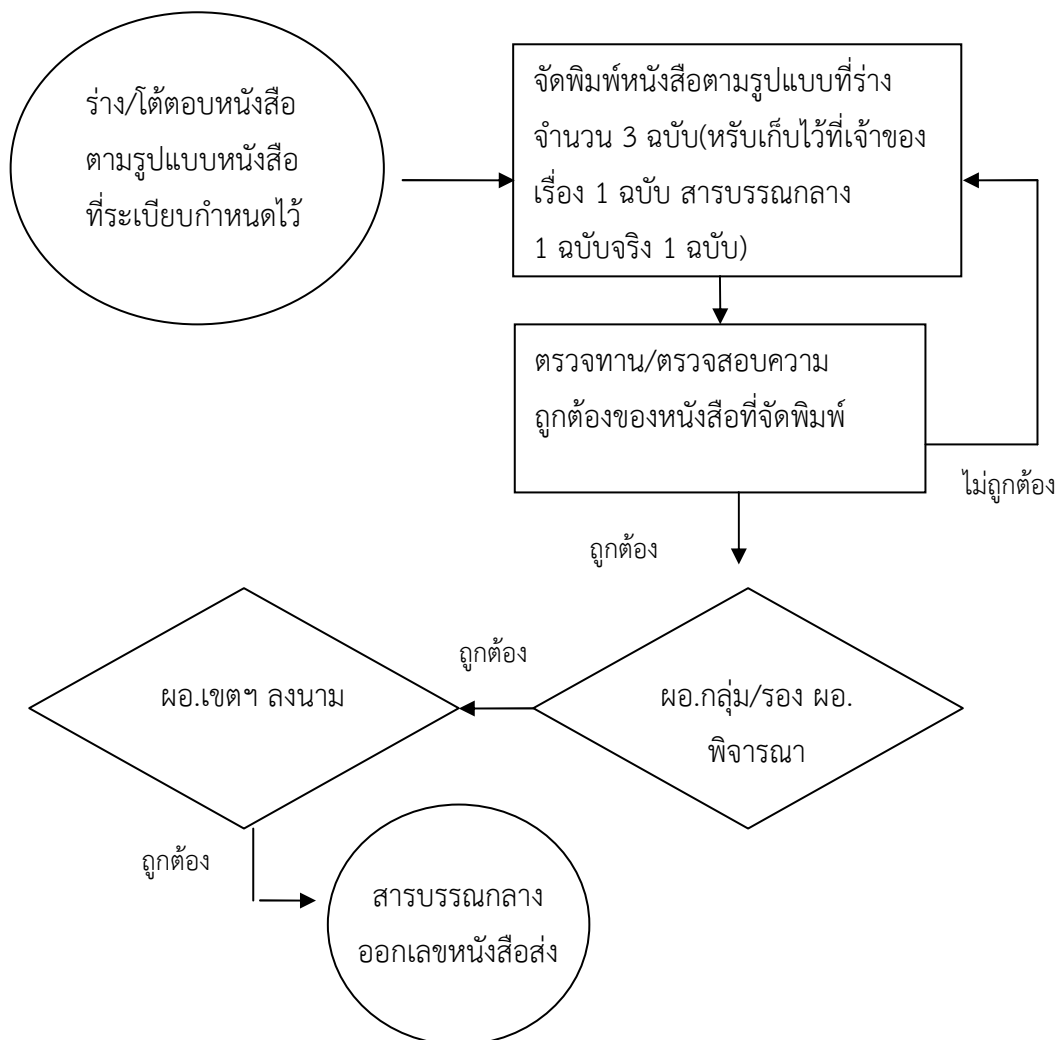 ร่าง/โต้ตอบหนังสือ
ตามรูปแบบหนังสือ
ที่ระเบียบกำหนดไว้
จัดพิมพ์หนังสือตามรูปแบบที่ร่าง
จำนวน 3 ฉบับ(หรับเก็บไว้ที่เจ้าของ
เรื่อง 1 ฉบับ สารบรรณกลาง
1 ฉบับจริง 1 ฉบับ)
ตรวจทาน/ตรวจสอบความ
ถูกต้องของหนังสือที่จัดพิมพ์
ไม่ถูกต้อง
ถูกต้อง
ผอ.กลุ่ม/รอง ผอ.
พิจารณา
ถูกต้อง
ผอ.เขตฯ ลงนาม
ถูกต้อง
สารบรรณกลาง
ออกเลขหนังสือส่ง